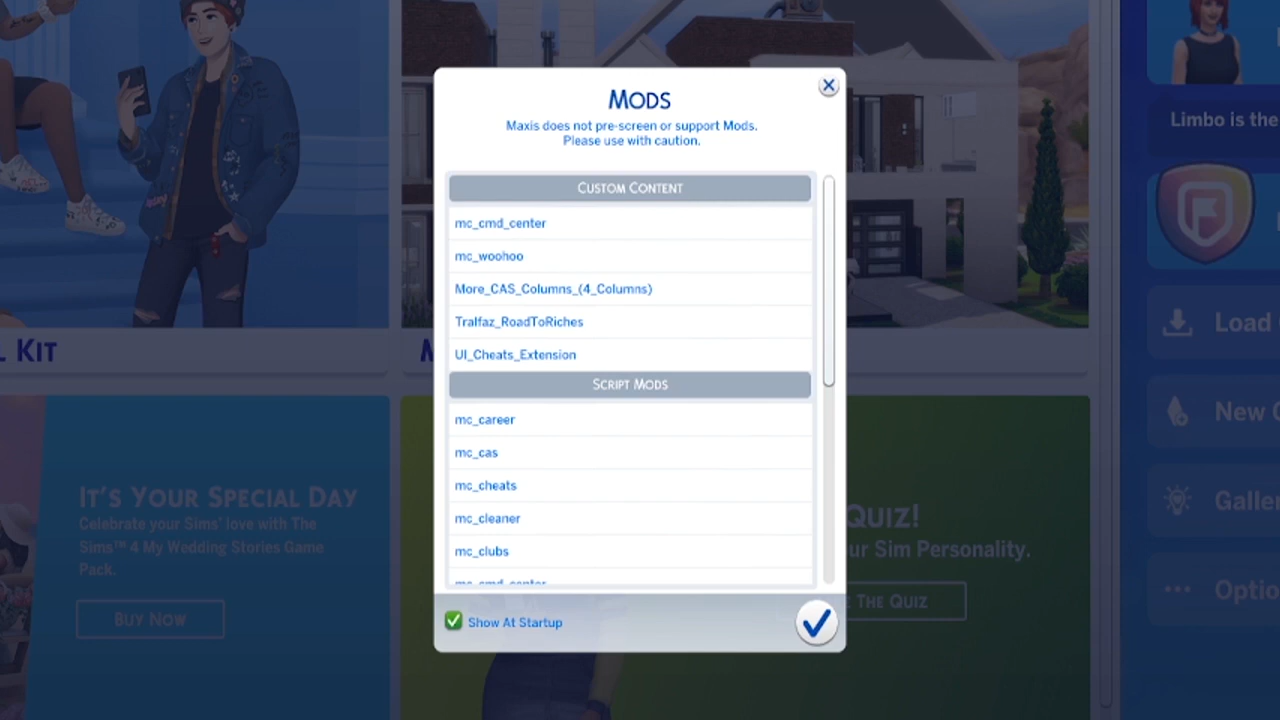 MODS
Maxis does not pre-screen or support Mods.
Please use with caution.
CUSTOM CONTENT
mc_cmd_center
mc_woohoo
More_CAS_Columns_(4_Columns)
Tralfaz_RoadToRiches
UI_Cheats_Extension
SCRIPT MODS
mc_career
mc_cas
mc_cheats
mc_cleaner
mc_clubs
mc_cmd_center
Show At Startup
KIT
IT'S YOUR SPECIAL DAY
Celebrate your Sims' love with The
Sims™ 4 My Wedding Stories Game
Pack.
BUY NOW
QUIZ!
ur Sim Personality.
THE QUIZ
Limbo is the
Load
New
Optio